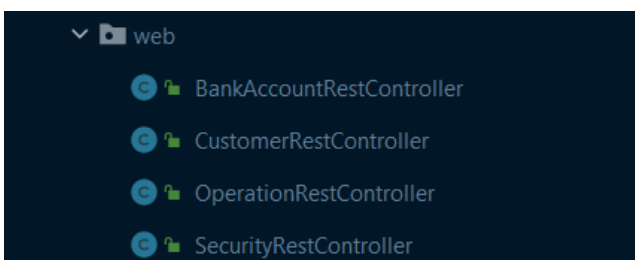 web
BankAccountRestController
CustomerRestController
OperationRestController
SecurityRestController